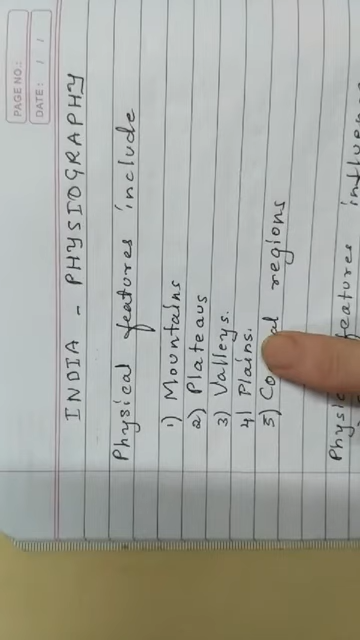 PAGE NO.:
DATE: / /
INDIA - PHYSIOGRAPHY
Physical features include
1) Mountains
2) Plateaus
3) Valleys.
4) Plains.
5) regions
features